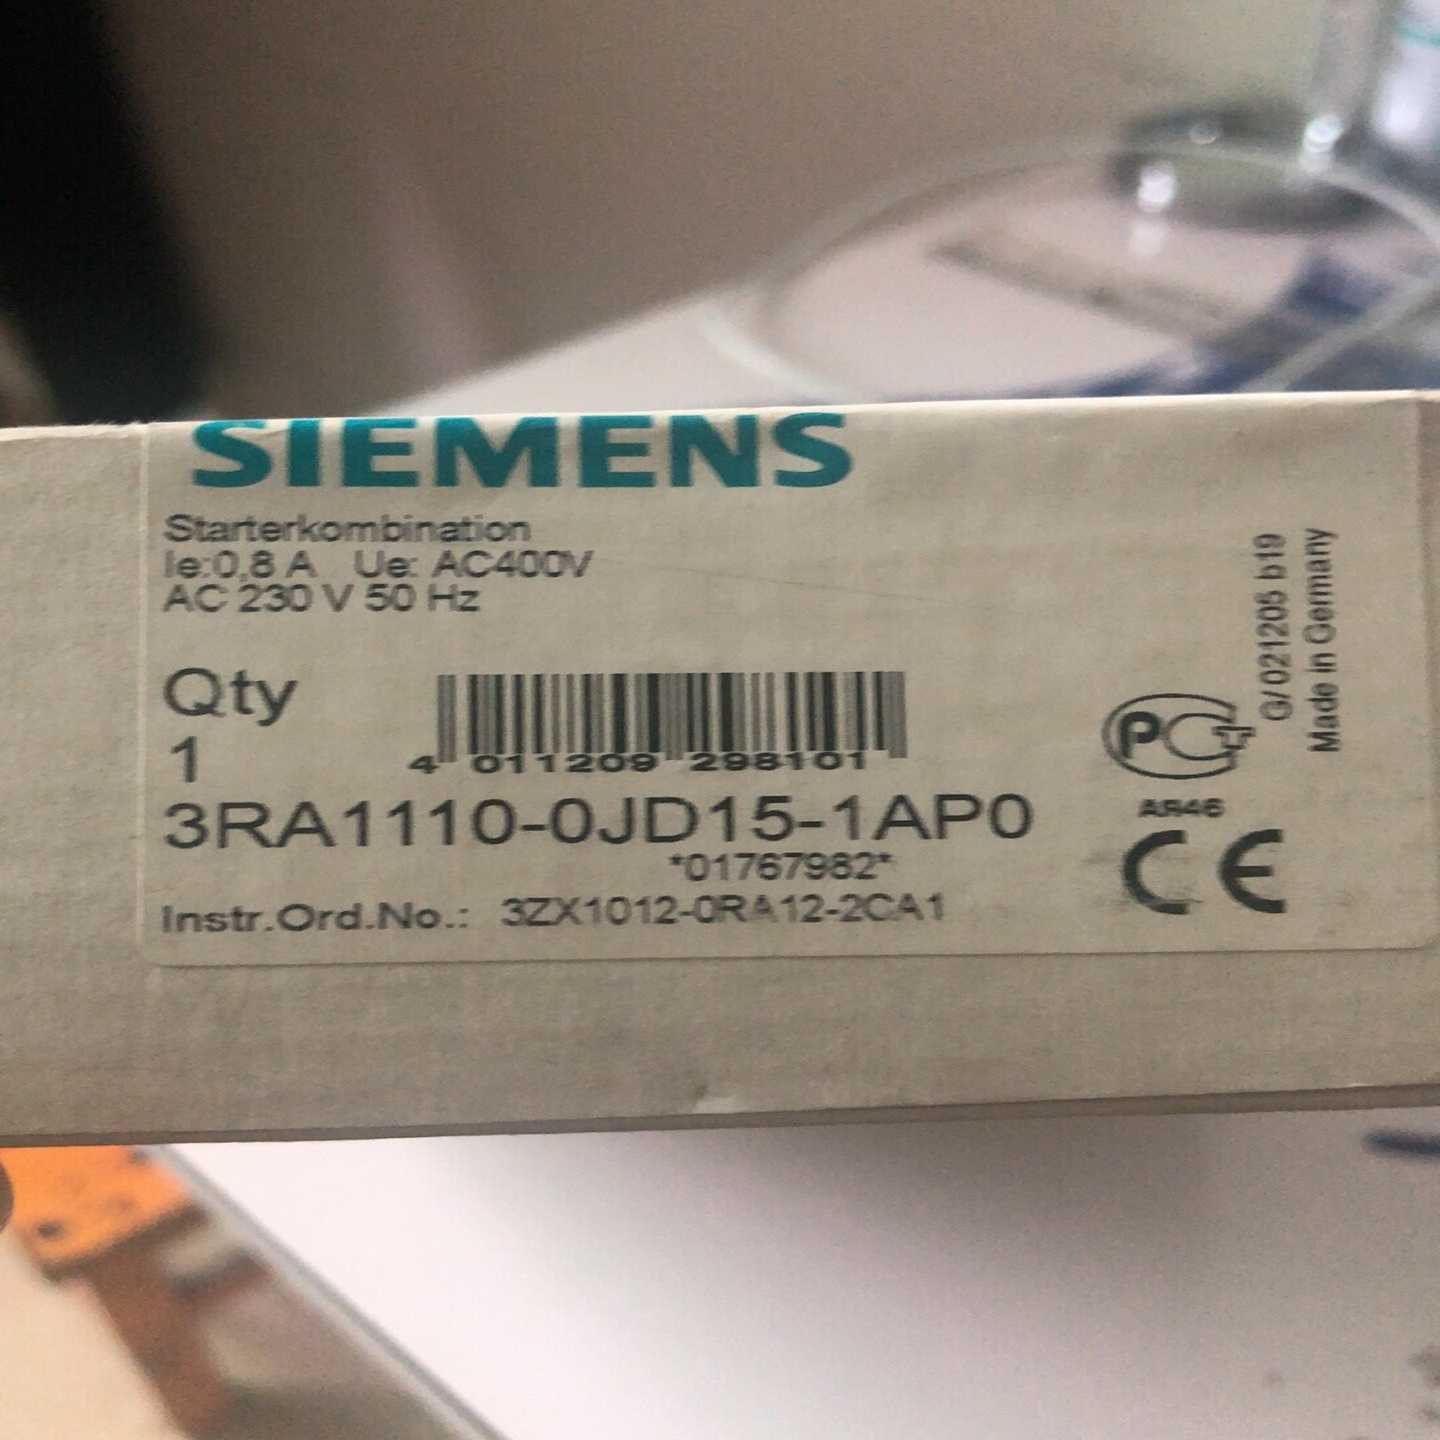 SIEMENS
Starterkombination
Ie:0,8 A Ue: AC400V
AC 230 V 50 Hz
Qty
1
4 011209 298101
3RA1110-0JD15-1AP0
*01767982*
Instr.Ord.No.: 3ZX1012-0RA12-2CA1
PC
AR46
CE
G/021205 b19
Made in Germany